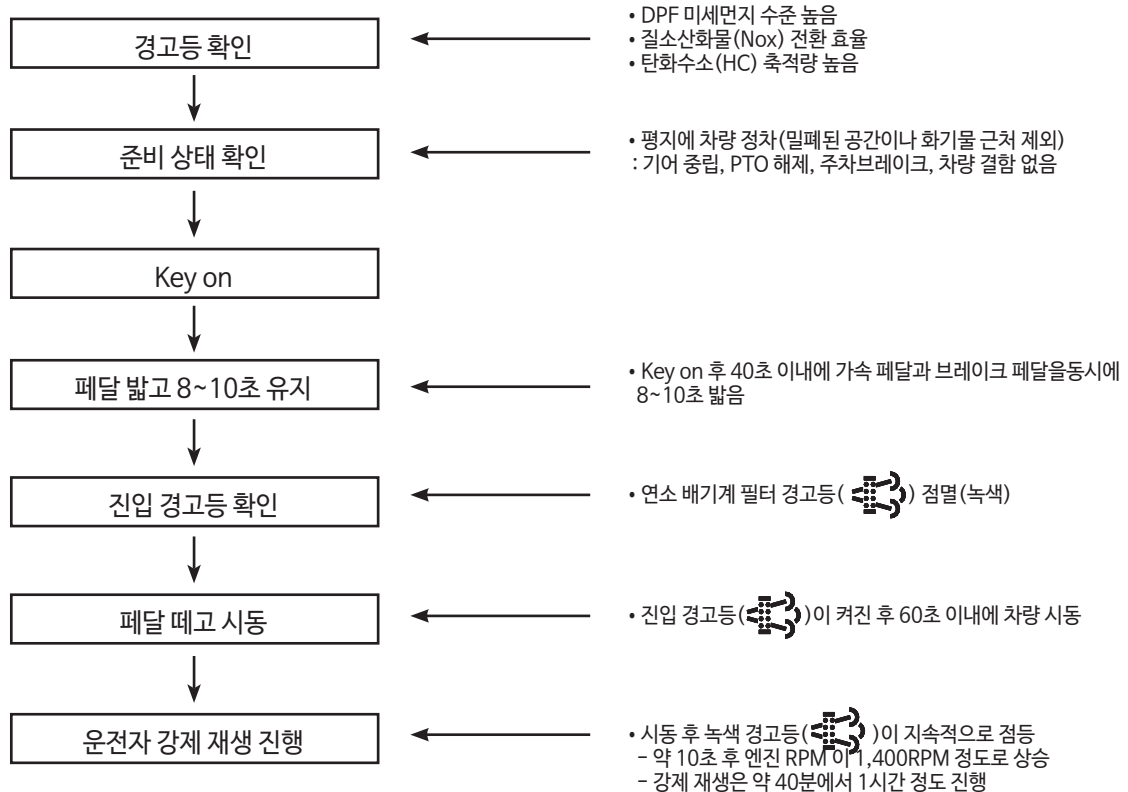 경고등 확인
• DPF 미세먼지 수준 높음
• 질소산화물(Nox) 전환 효율
• 탄화수소(HC) 축적량 높음
준비 상태 확인
• 평지에 차량 정차(밀폐된 공간이나 화기물 근처 제외)
: 기어 중립, PTO 해제, 주차브레이크, 차량 결함 없음
Key on
페달 밟고 8~10초 유지
• Key on 후 40초 이내에 가속 페달과 브레이크 페달을동시에
8~10초 밟음
진입 경고등 확인
• 연소 배기계 필터 경고등( ) 점멸(녹색)
페달 떼고 시동
• 진입 경고등( )이 켜진 후 60초 이내에 차량 시동
운전자 강제 재생 진행
• 시동 후 녹색 경고등( )이 지속적으로 점등
- 약 10초 후 엔진 RPM 이 1,400RPM 정도로 상승
- 강제 재생은 약 40분에서 1시간 정도 진행